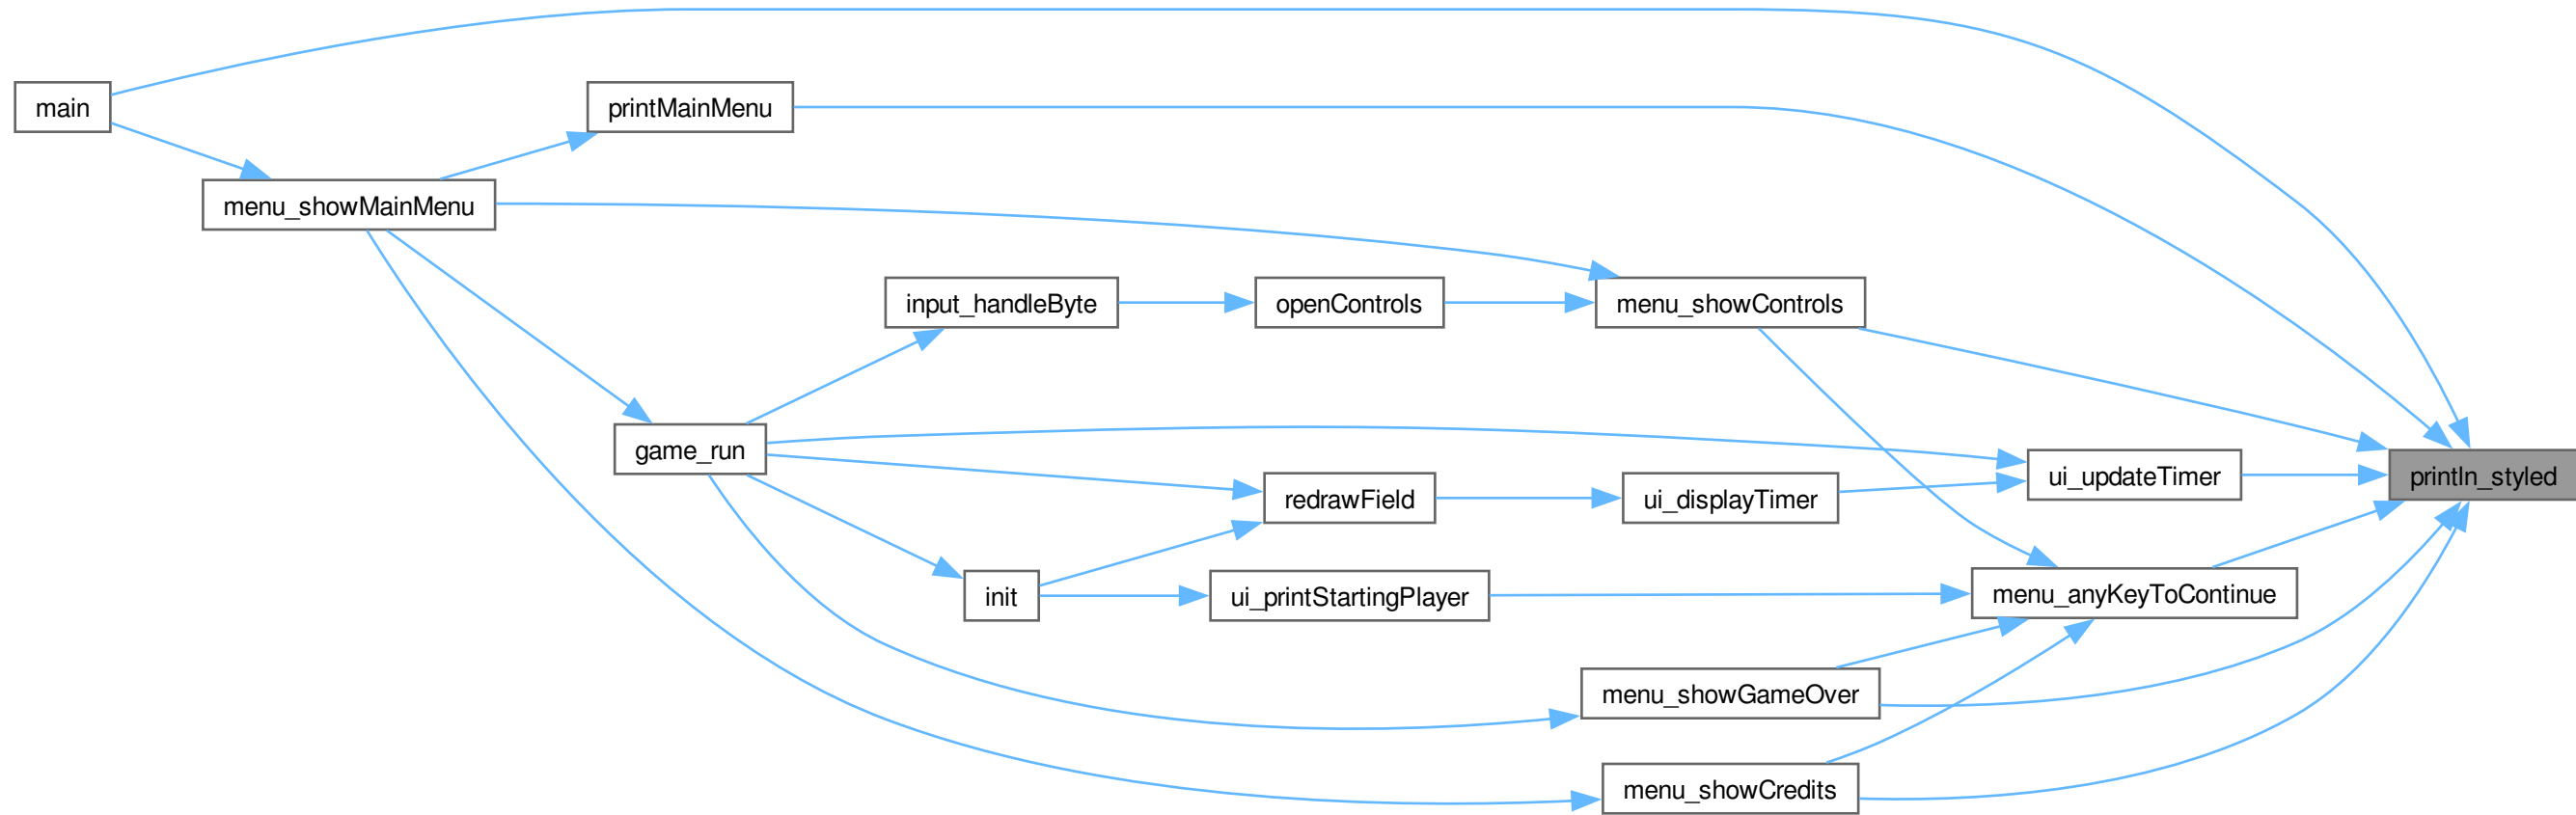 main
printMainMenu
menu_showMainMenu
input_handleByte
openControls
menu_showControls
game_run
redrawField
ui_displayTimer
ui_updateTimer
println_styled
init
ui_printStartingPlayer
menu_anyKeyToContinue
menu_showGameOver
menu_showCredits